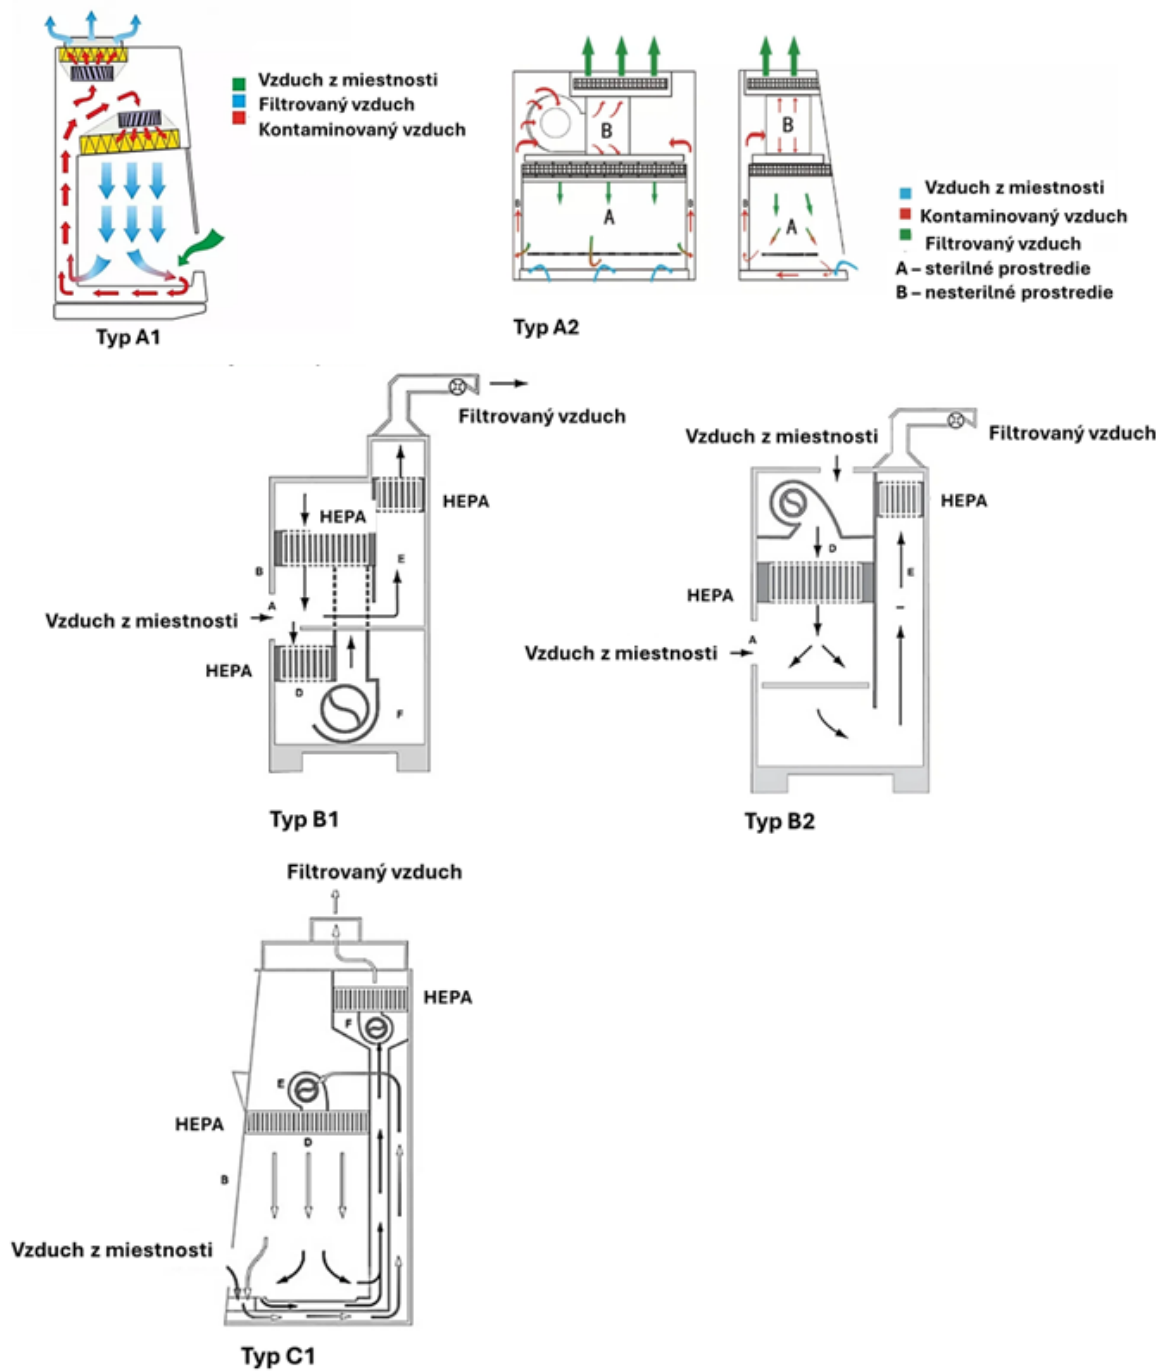 Vzduch z miestnosti
Filtrovaný vzduch
Kontaminovaný vzduch
Typ A1
B
A
B
B
B
A
B
Vzduch z miestnosti
Kontaminovaný vzduch
Filtrovaný vzduch
A – sterilné prostredie
B – nesterilné prostredie
Typ A2
Filtrovaný vzduch
HEPA
HEPA
E
B
A
Vzduch z miestnosti
HEPA
D
F
Typ B1
Vzduch z miestnosti
Filtrovaný vzduch
HEPA
D
E
HEPA
A
Vzduch z miestnosti
Typ B2
Filtrovaný vzduch
HEPA
F
E
HEPA
D
B
Vzduch z miestnosti
Typ C1